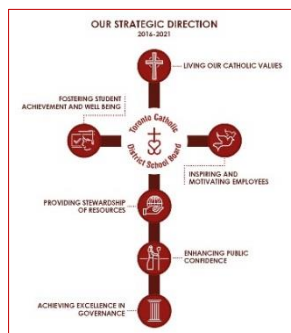 OUR STRATEGIC DIRECTION
2016-2021
LIVING OUR CATHOLIC VALUES
FOSTERING STUDENT
ACHIEVEMENT AND WELL BEING
Toronto Catholic
District School Board
INSPIRING AND
MOTIVATING EMPLOYEES
PROVIDING STEWARDSHIP
OF RESOURCES
ENHANCING PUBLIC
CONFIDENCE
ACHIEVING EXCELLENCE IN
GOVERNANCE